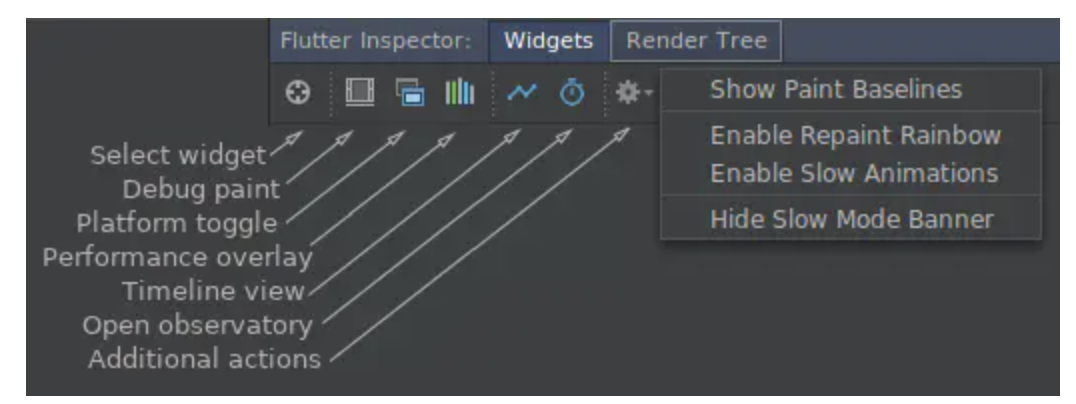 Flutter Inspector: Widgets Render Tree
Show Paint Baselines
Enable Repaint Rainbow
Enable Slow Animations
Hide Slow Mode Banner
Select widget
Debug paint
Platform toggle
Performance overlay
Timeline view
Open observatory
Additional actions